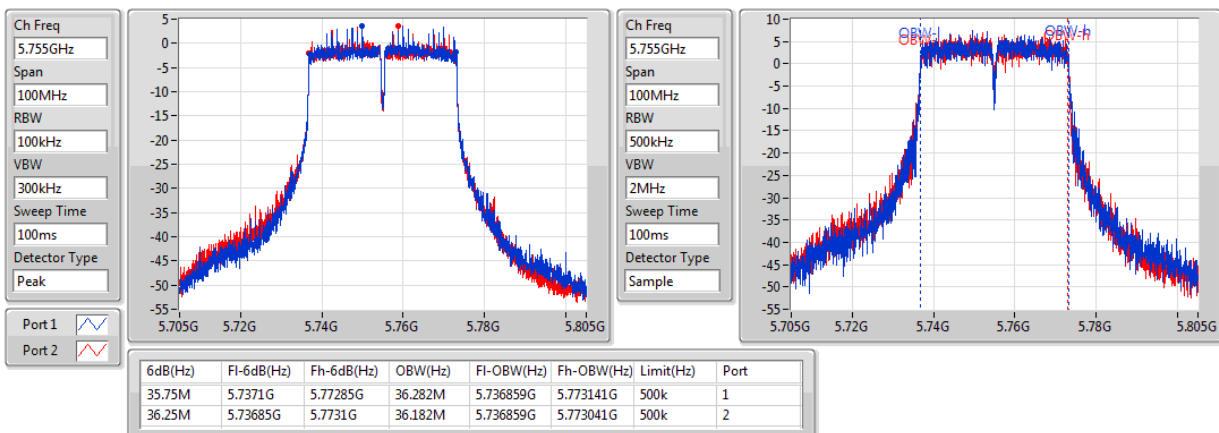 Ch Freq
5.755GHz
Span
100MHz
RBW
100kHz
VBW
300kHz
Sweep Time
100ms
Detector Type
Peak
Port 1
Port 2
5
0
-5
-10
-15
-20
-25
-30
-35
-40
-45
-50
-55
5.705G 5.72G 5.74G 5.76G 5.78G 5.805G
Ch Freq
5.755GHz
Span
100MHz
RBW
500kHz
VBW
2MHz
Sweep Time
100ms
Detector Type
Sample
10
5
0
-5
-10
-15
-20
-25
-30
-35
-40
-45
-50
-55
OBW-l OBW-h
5.705G 5.72G 5.74G 5.76G 5.78G 5.805G
6dB(Hz) Fl-6dB(Hz) Fh-6dB(Hz) OBW(Hz) Fl-OBW(Hz) Fh-OBW(Hz) Limit(Hz) Port
35.75M 5.7371G 5.77285G 36.282M 5.736859G 5.773141G 500k 1
36.25M 5.73685G 5.7731G 36.182M 5.736859G 5.773041G 500k 2